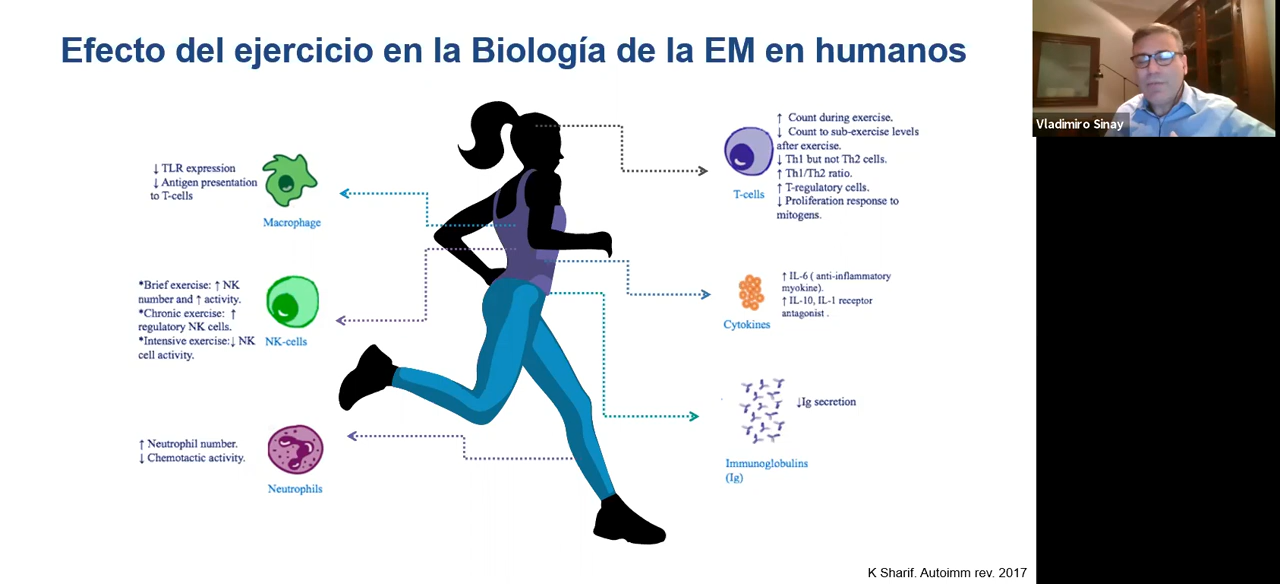 Efecto del ejercicio en la Biología de la EM en humanos
Vladimiro Sinay
↓ TLR expression
↓ Antigen presentation
to T-cells
Macrophage
*Brief exercise: ↑ NK
number and ↑ activity.
*Chronic exercise: ↑
regulatory NK cells.
*Intensive exercise:↓ NK
cell activity.
NK-cells
↑ Neutrophil number.
↓ Chemotactic activity.
Neutrophils
↑ Count during exercise.
↓ Count to sub-exercise levels
after exercise.
↓ Th1 but not Th2 cells.
↑ Th1/Th2 ratio.
↑ T-regulatory cells.
↓ Proliferation response to
mitogens.
T-cells
↑ IL-6 ( anti-inflammatory
myokine).
↑ IL-10, IL-1 receptor
antagonist .
Cytokines
↓Ig secretion
Immunoglobulins
(Ig)
K Sharif. Autoimm rev. 2017